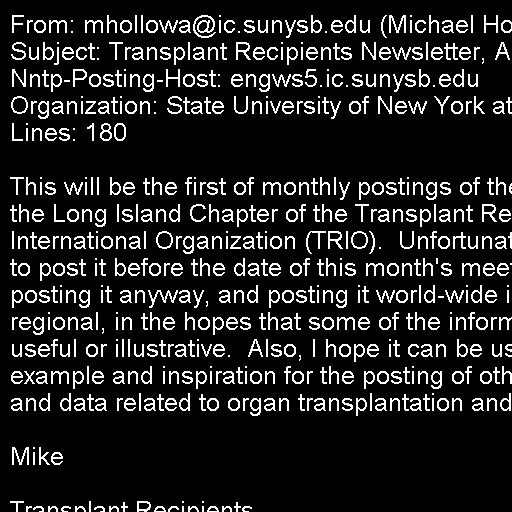 From: mhollowa@ic.sunysb.edu (Michael Ho
Subject: Transplant Recipients Newsletter, A
Nntp-Posting-Host: engws5.ic.sunysb.edu
Organization: State University of New York at
Lines: 180

This will be the first of monthly postings of the
the Long Island Chapter of the Transplant Re
International Organization (TRIO).  Unfortunat
to post it before the date of this month's meet
posting it anyway, and posting it world-wide i
regional, in the hopes that some of the inform
useful or illustrative.  Also, I hope it can be us
example and inspiration for the posting of oth
and data related to organ transplantation and

Mike

Transplant Recipients